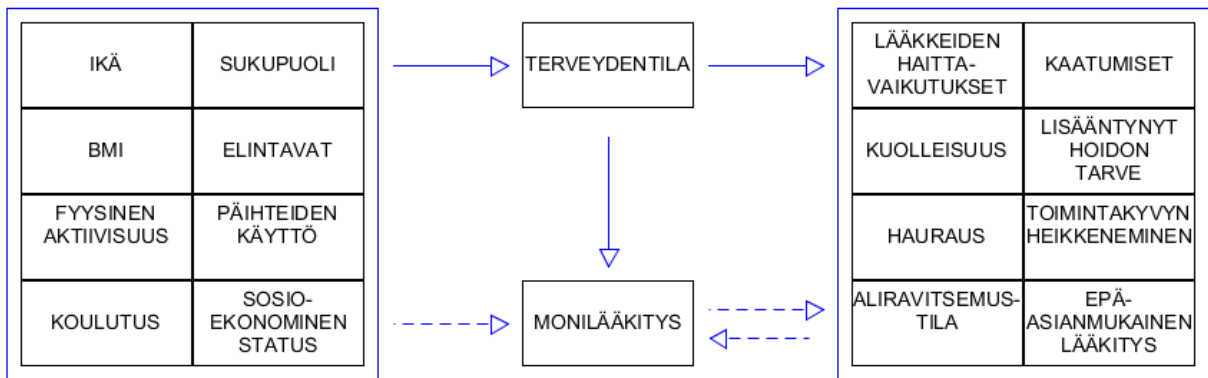 IKÄ
SUKUPUOLI
BMI
ELINTAVAT
FYYSINEN
AKTIIVISUUS
PÄIHTEIDEN
KÄYTTÖ
KOULUTUS
SOSIO-
EKONOMINEN
STATUS
TERVEYDENTILA
MONILÄÄKITYS
LÄÄKKEIDEN
HAITTA-
VAIKUTUKSET
KAATUMISET
KUOLLEISUUS
LISÄÄNTYNYT
HOIDON
TARVE
HAURAUS
TOIMINTAKYVYN
HEIKKENEMINEN
ALIRAVITSEMUS-
TILA
EPÄ-
ASIANMUKAINEN
LÄÄKITYS